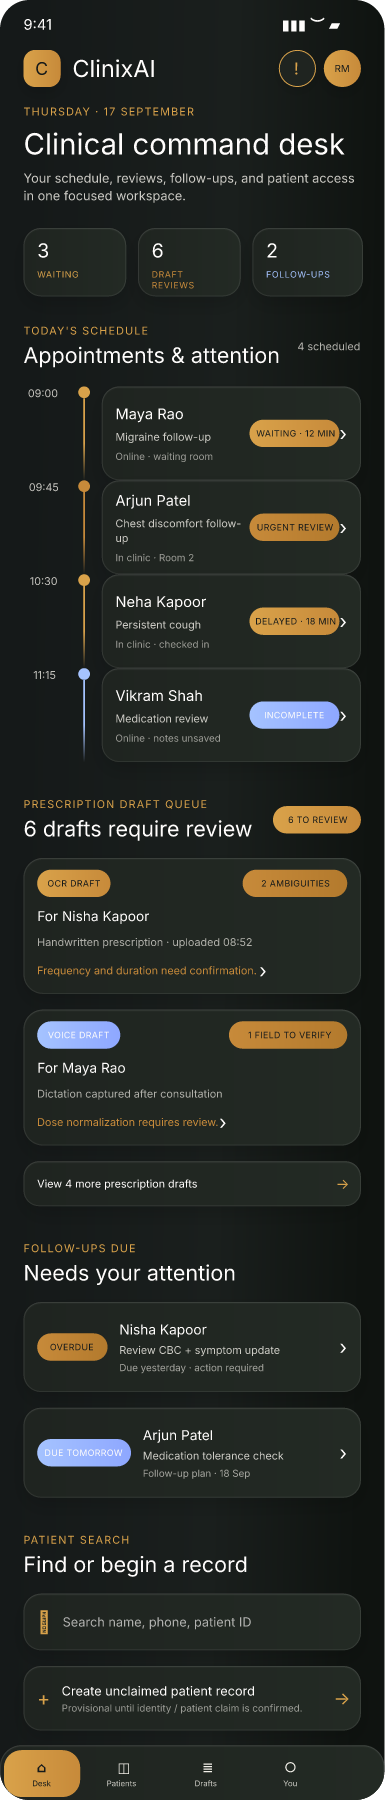 9:41
C
ClinixAI
!
RM
THURSDAY · 17 SEPTEMBER
Clinical command desk
Your schedule, reviews, follow-ups, and patient access
in one focused workspace.
3
WAITING
6
DRAFT
REVIEWS
2
FOLLOW-UPS
TODAY'S SCHEDULE
Appointments & attention
4 scheduled
09:00
Maya Rao
Migraine follow-up
Online · waiting room
WAITING · 12 MIN
09:45
Arjun Patel
Chest discomfort follow-
up
In clinic · Room 2
URGENT REVIEW
10:30
Neha Kapoor
Persistent cough
In clinic · checked in
DELAYED · 18 MIN
11:15
Vikram Shah
Medication review
Online · notes unsaved
INCOMPLETE
PRESCRIPTION DRAFT QUEUE
6 drafts require review
6 TO REVIEW
OCR DRAFT
2 AMBIGUITIES
For Nisha Kapoor
Handwritten prescription · uploaded 08:52
Frequency and duration need confirmation.
VOICE DRAFT
1 FIELD TO VERIFY
For Maya Rao
Dictation captured after consultation
Dose normalization requires review.
View 4 more prescription drafts
FOLLOW-UPS DUE
Needs your attention
OVERDUE
Nisha Kapoor
Review CBC + symptom update
Due yesterday · action required
DUE TOMORROW
Arjun Patel
Medication tolerance check
Follow-up plan · 18 Sep
PATIENT SEARCH
Find or begin a record
Search name, phone, patient ID
+
Create unclaimed patient record
Provisional until identity / patient claim is confirmed.
Desk
Patients
Drafts
You